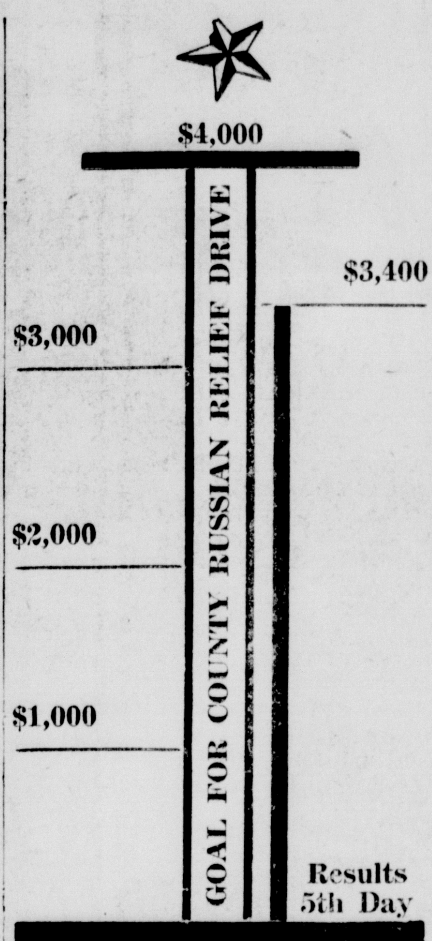 $4,000
GOAL FOR COUNTY RUSSIAN RELIEF DRIVE
$3,400
$3,000
$2,000
$1,000
Results
5th Day